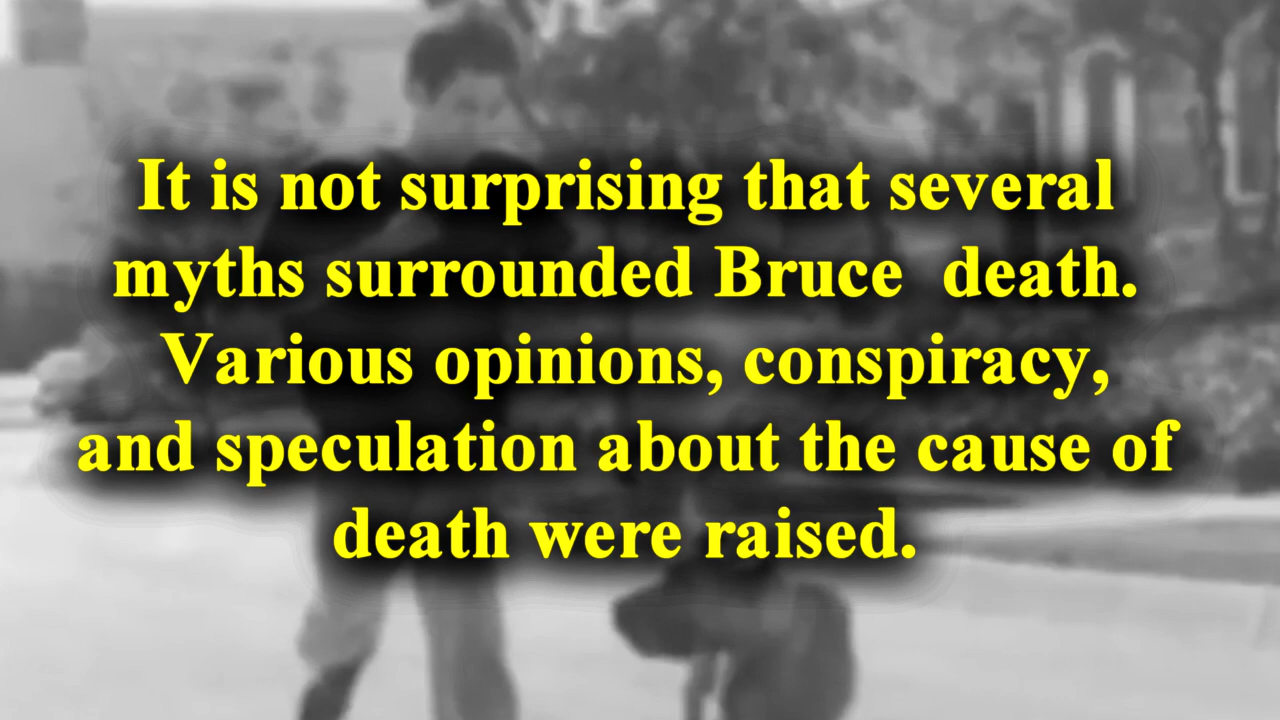 It is not surprising that several
myths surrounded Bruce  death.
Various opinions, conspiracy,
and speculation about the cause of
death were raised.